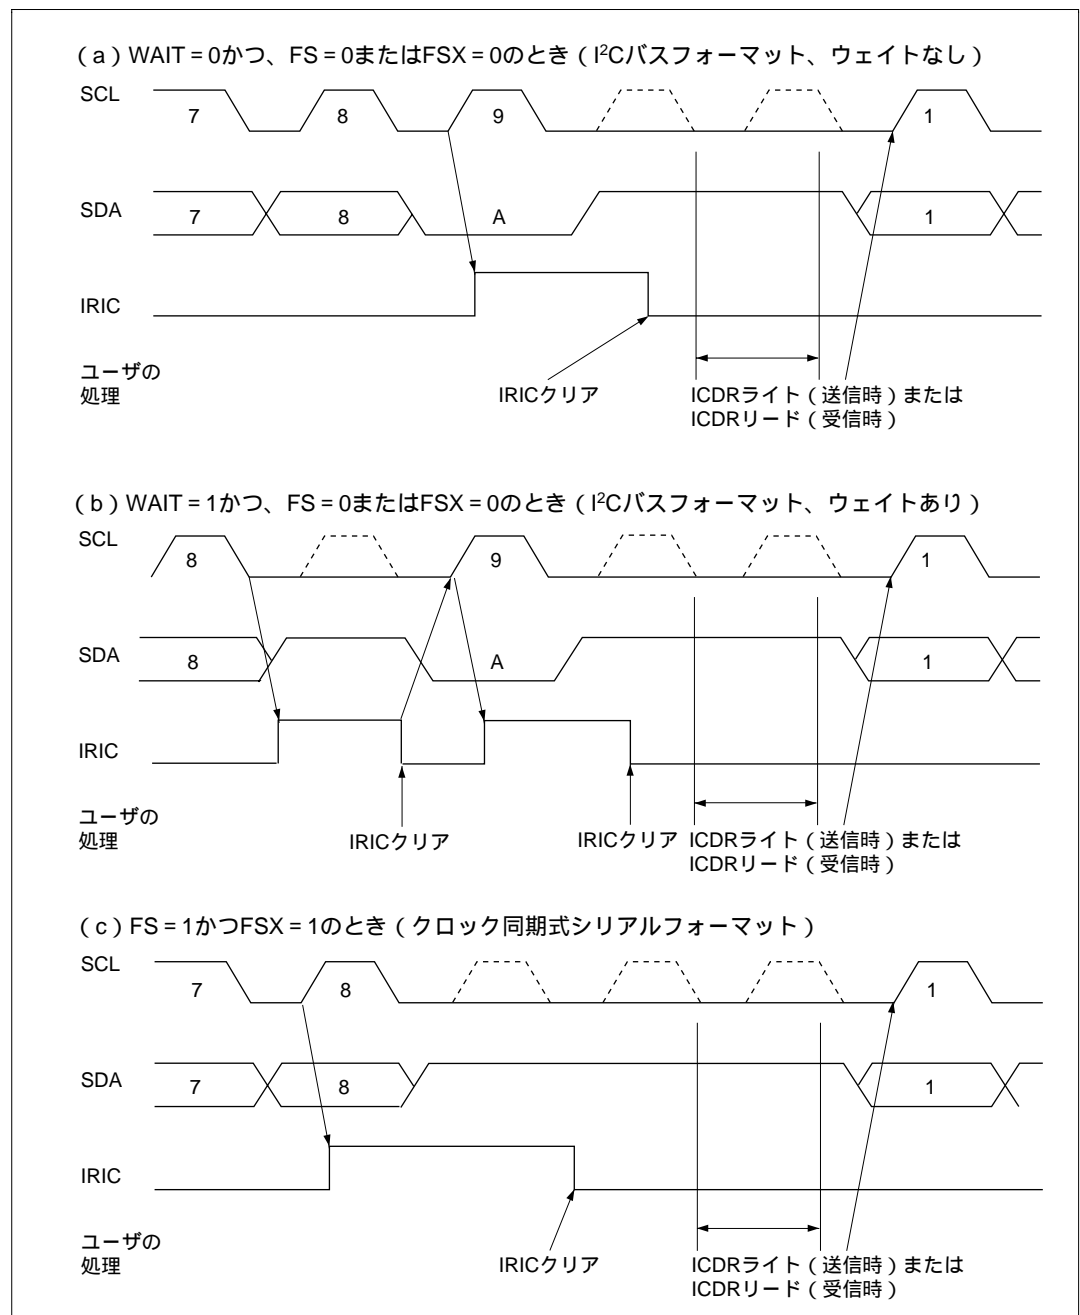 (a) WAIT = 0かつ、FS = 0またはFSX = 0のとき(I²Cバスフォーマット、ウェイトなし)
SCL
7
8
9
1
SDA
7
8
A
1
IRIC
ユーザの
処理
IRICクリア
ICDRライト(送信時)または
ICDRリード(受信時)
(b) WAIT = 1かつ、FS = 0またはFSX = 0のとき(I²Cバスフォーマット、ウェイトあり)
SCL
8
9
1
SDA
8
A
1
IRIC
ユーザの
処理
IRICクリア
IRICクリア
ICDRライト(送信時)または
ICDRリード(受信時)
(c) FS = 1かつFSX = 1のとき(クロック同期式シリアルフォーマット)
SCL
7
8
1
SDA
7
8
1
IRIC
ユーザの
処理
IRICクリア
ICDRライト(送信時)または
ICDRリード(受信時)